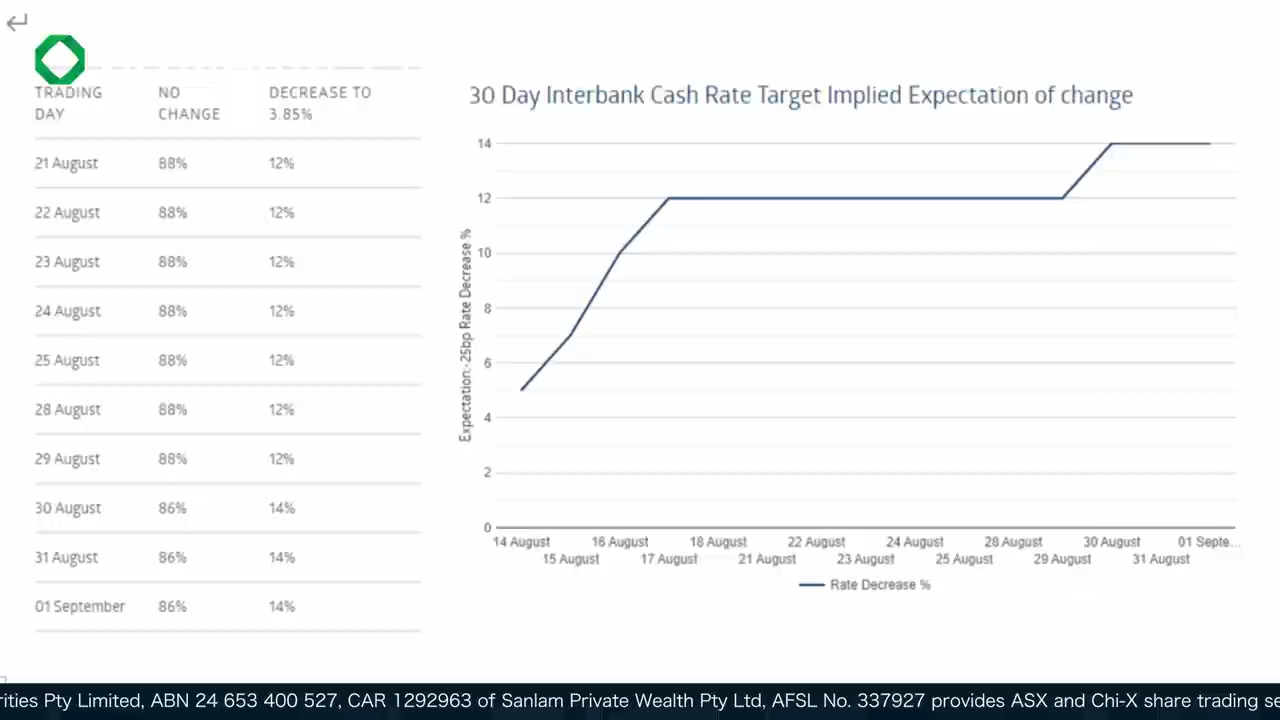 TRADING DAY NO CHANGE DECREASE TO 3.85%
21 August 88% 12%
22 August 88% 12%
23 August 88% 12%
24 August 88% 12%
25 August 88% 12%
28 August 88% 12%
29 August 88% 12%
30 August 86% 14%
31 August 86% 14%
01 September 86% 14%
30 Day Interbank Cash Rate Target Implied Expectation of change
Expectation:-25bp Rate Decrease %
14
12
10
8
6
4
2
0
14 August 16 August 18 August 22 August 24 August 28 August 30 August 01 Septe...
15 August 17 August 21 August 23 August 25 August 29 August 31 August
Rate Decrease %
rities Pty Limited, ABN 24 653 400 527, CAR 1292963 of Sanlam Private Wealth Pty Ltd, AFSL No. 337927 provides ASX and Chi-X share trading se